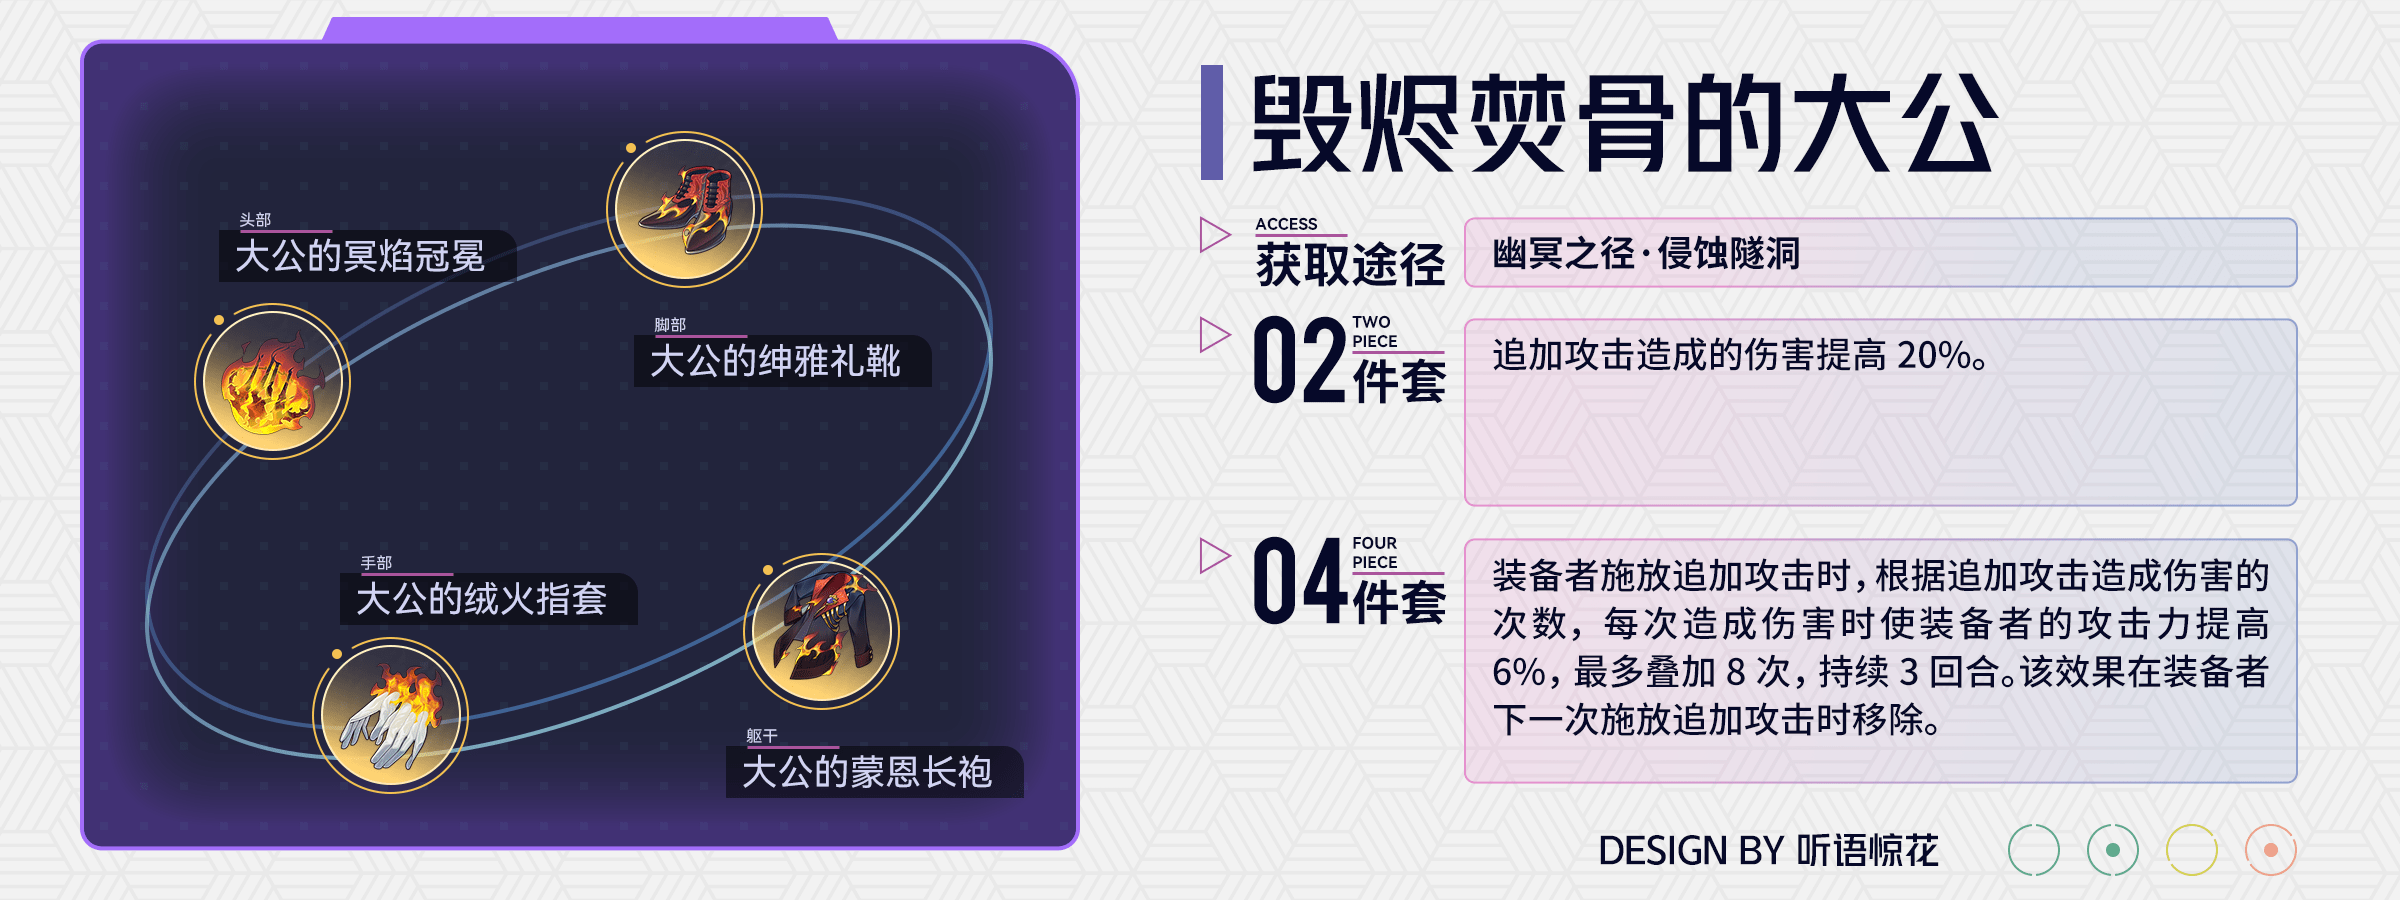 头部
大公的冥焰冠冕
脚部
大公的绅雅礼靴
手部
大公的绒火指套
躯干
大公的蒙恩长袍
毁烬焚骨的大公
ACCESS
获取途径
幽冥之径·侵蚀隧洞
02
TWO
PIECE
件套
追加攻击造成的伤害提高 20%。
04
FOUR
PIECE
件套
装备者施放追加攻击时，根据追加攻击造成伤害的
次数，每次造成伤害时使装备者的攻击力提高
6%，最多叠加 8 次，持续 3 回合。该效果在装备者
下一次施放追加攻击时移除。
DESIGN BY 听语惊花